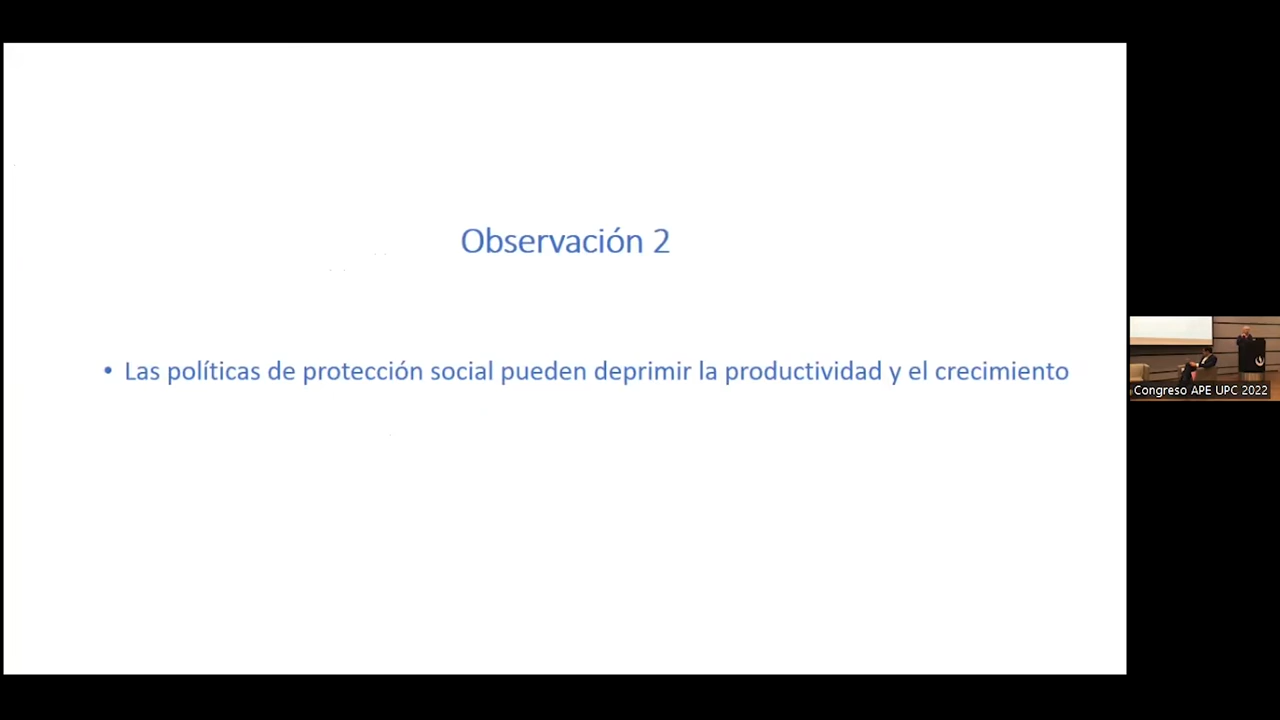 Observación 2
• Las políticas de protección social pueden deprimir la productividad y el crecimiento
Congreso APE UPC 2022